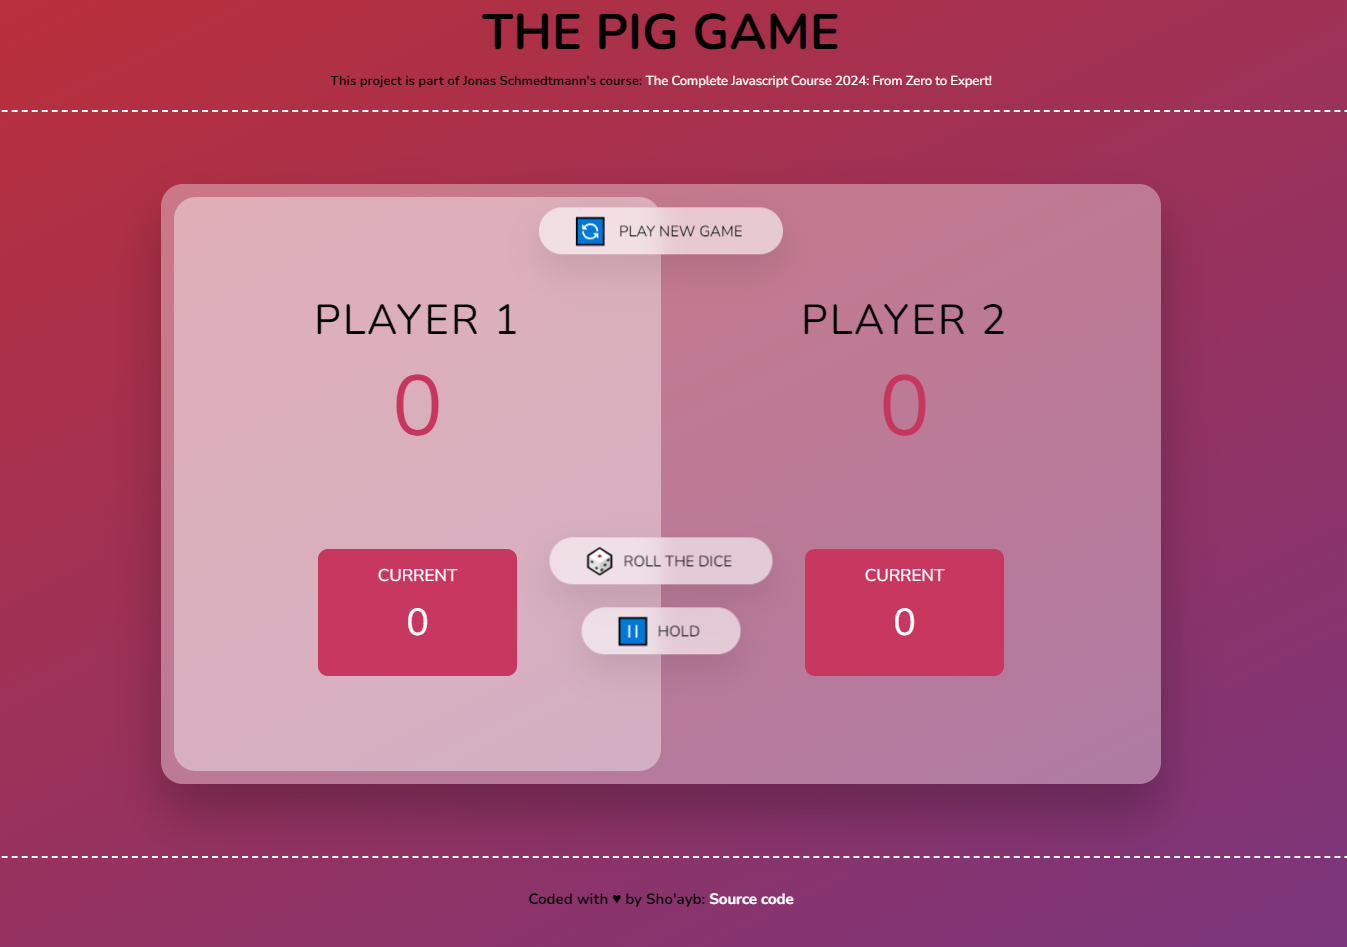 THE PIG GAME
This project is part of Jonas Schmedtmann's course: The Complete Javascript Course 2024: From Zero to Expert!
PLAY NEW GAME
PLAYER 1
0
PLAYER 2
0
CURRENT
0
ROLL THE DICE
HOLD
CURRENT
0
Coded with ♥ by Sho'ayb: Source code